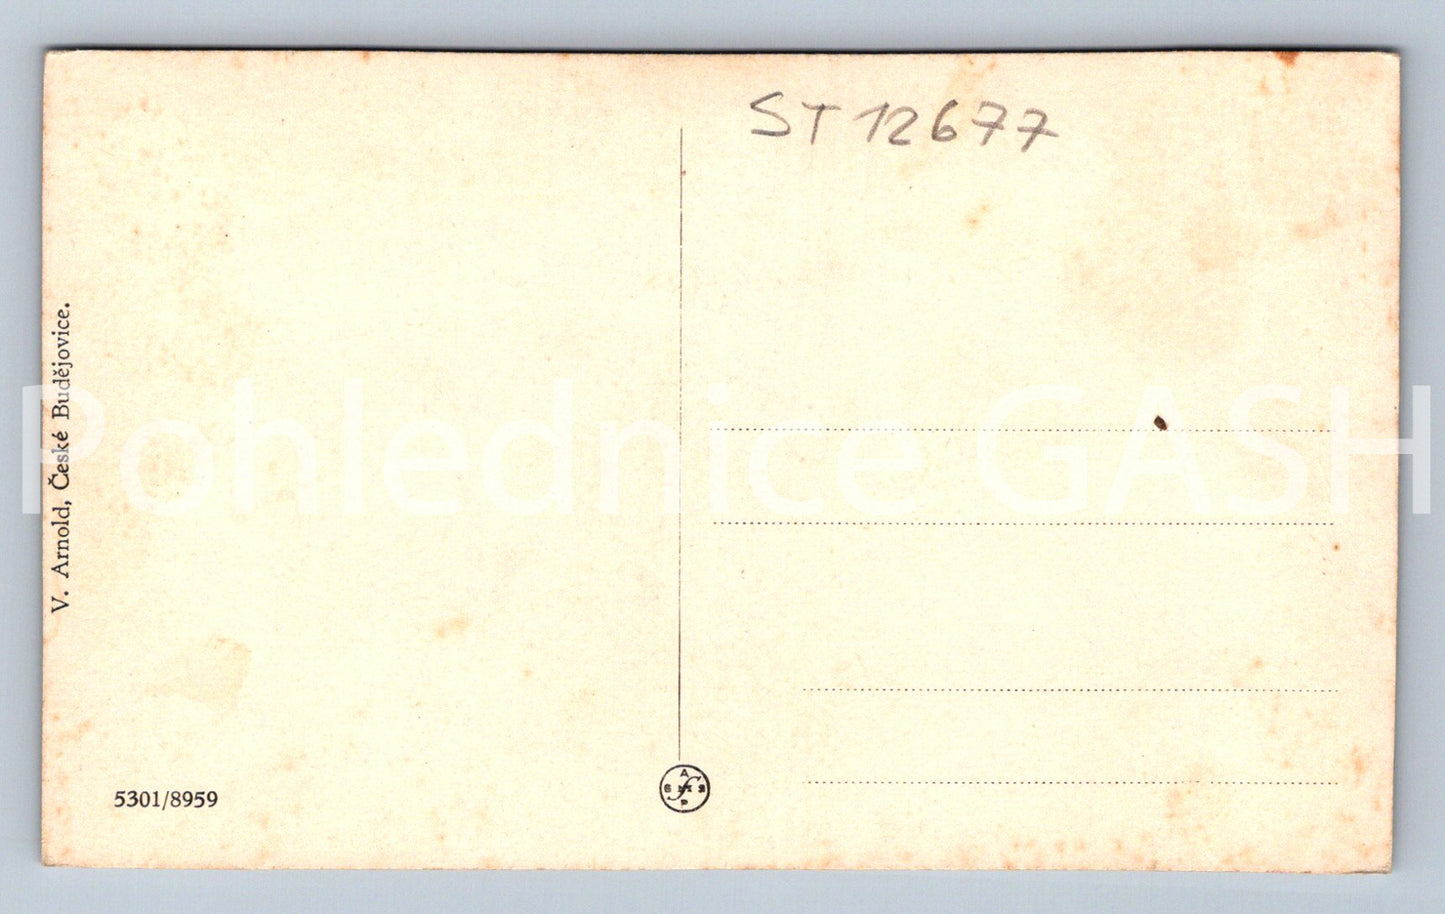 ST 12677
V. Arnold, České Budějovice.
Pohlednice GASH
5301/8959